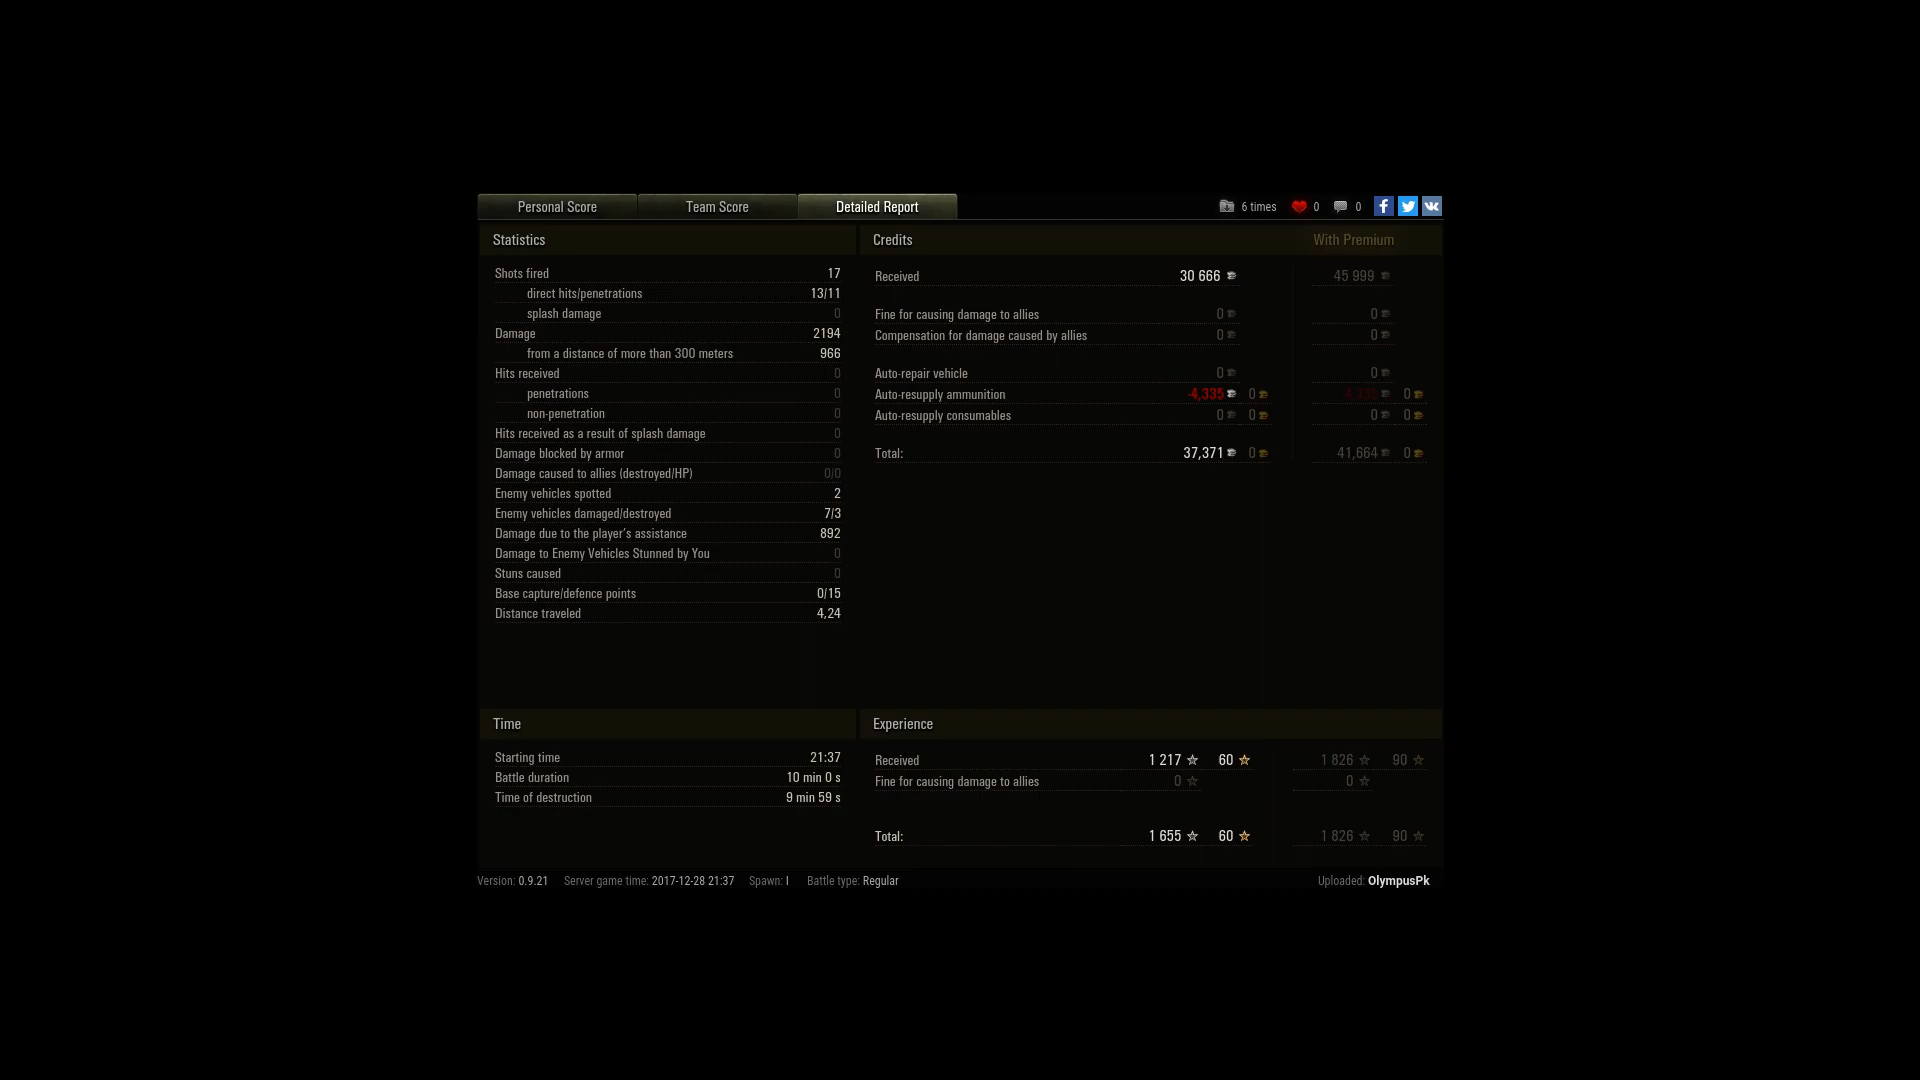 Personal Score Team Score Detailed Report 6 times 0 0
Statistics
Shots fired 17
direct hits/penetrations 13/11
splash damage 0
Damage 2194
from a distance of more than 300 meters 966
Hits received 0
penetrations 0
non-penetration 0
Hits received as a result of splash damage 0
Damage blocked by armor 0
Damage caused to allies (destroyed/HP) 0/0
Enemy vehicles spotted 2
Enemy vehicles damaged/destroyed 7/3
Damage due to the player's assistance 892
Damage to Enemy Vehicles Stunned by You 0
Stuns caused 0
Base capture/defence points 0/15
Distance traveled 4,24
Credits With Premium
Received 30 666 45 999
Fine for causing damage to allies 0 0
Compensation for damage caused by allies 0 0
Auto-repair vehicle 0 0
Auto-resupply ammunition -4,335 0 -4,335 0
Auto-resupply consumables 0 0 0 0
Total: 37,371 0 41,664 0
Time
Starting time 21:37
Battle duration 10 min 0 s
Time of destruction 9 min 59 s
Experience
Received 1 217 60 1 826 90
Fine for causing damage to allies 0 0
Total: 1 655 60 1 826 90
Version: 0.9.21 Server game time: 2017-12-28 21:37 Spawn: I Battle type: Regular Uploaded: OlympusPk